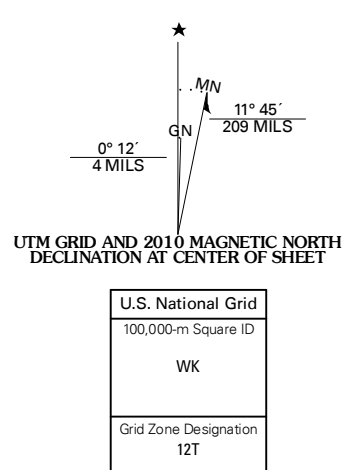 ★
MN
11° 45´
209 MILS
GN
0° 12´
4 MILS
UTM GRID AND 2010 MAGNETIC NORTH
DECLINATION AT CENTER OF SHEET
U.S. National Grid
100,000-m Square ID
WK
Grid Zone Designation
12T